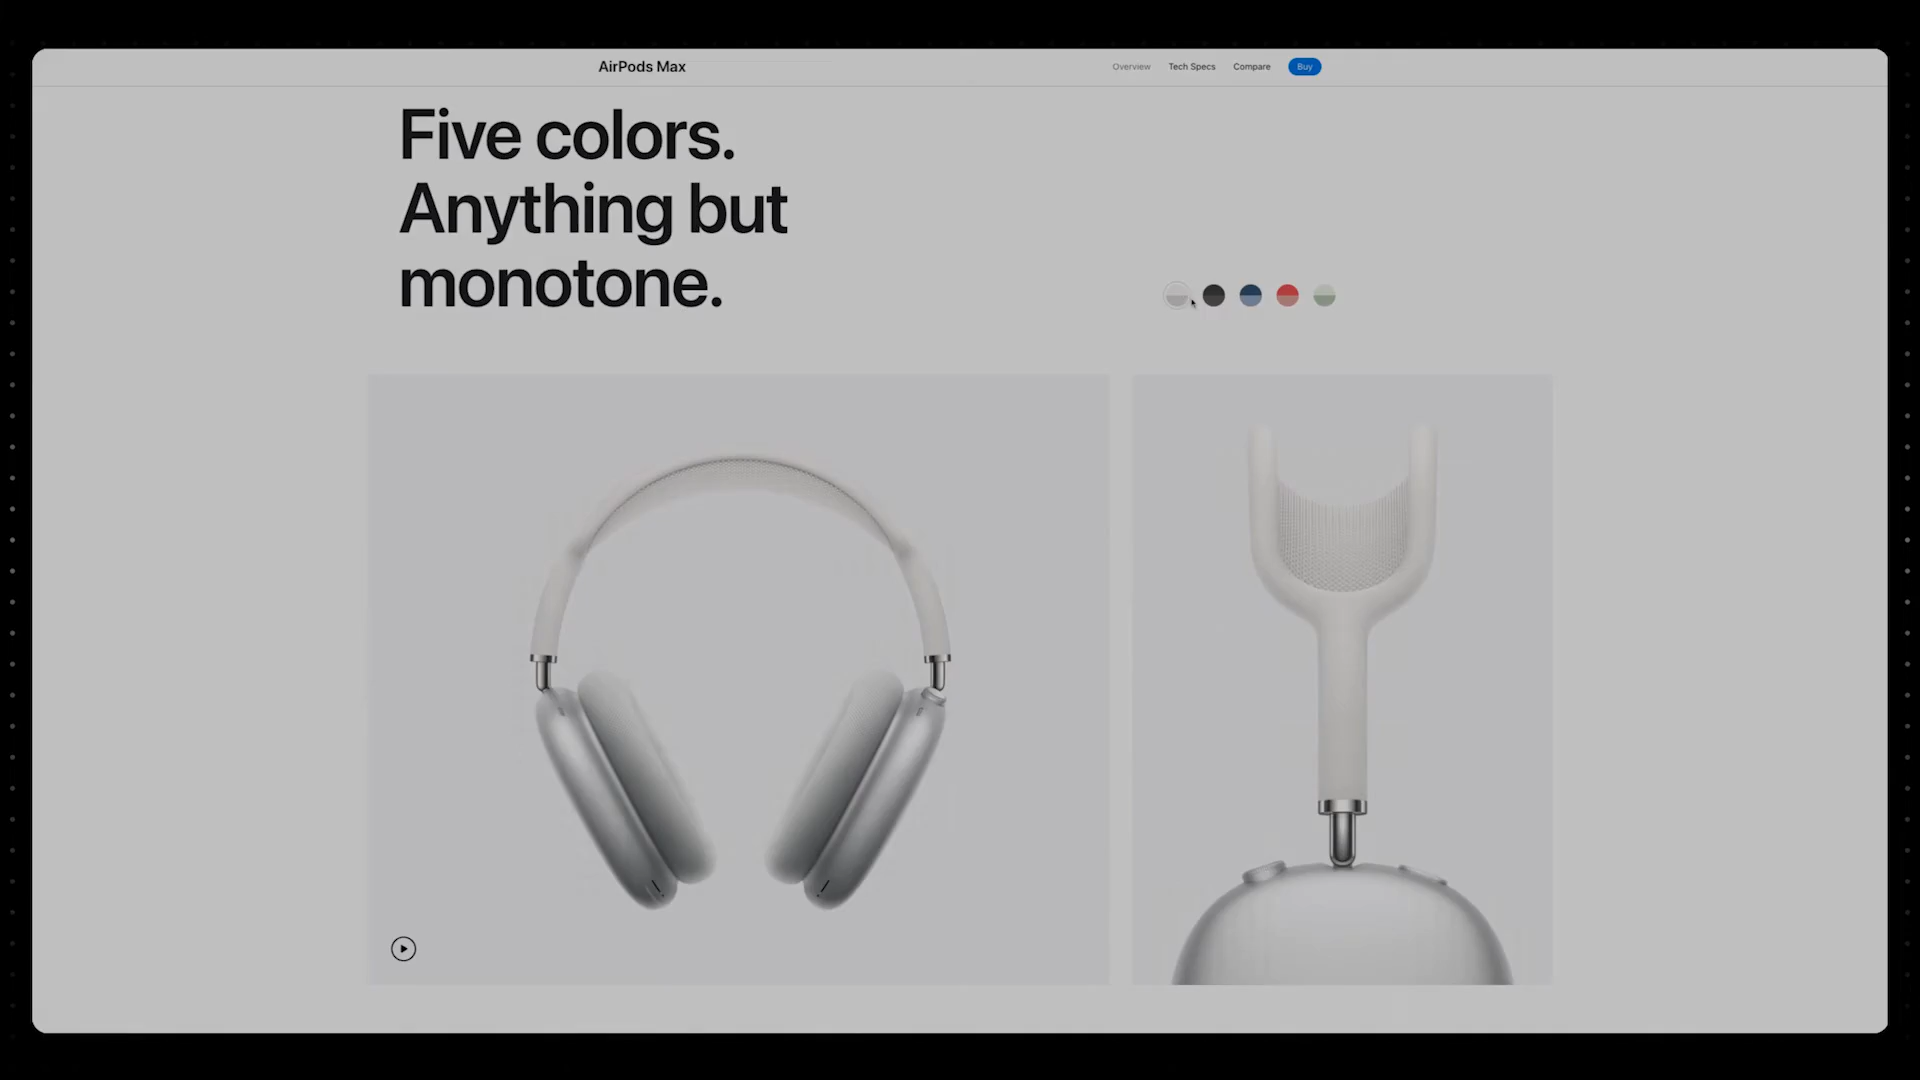 AirPods Max
Overview
Tech Specs
Compare
Buy
Five colors.
Anything but
monotone.